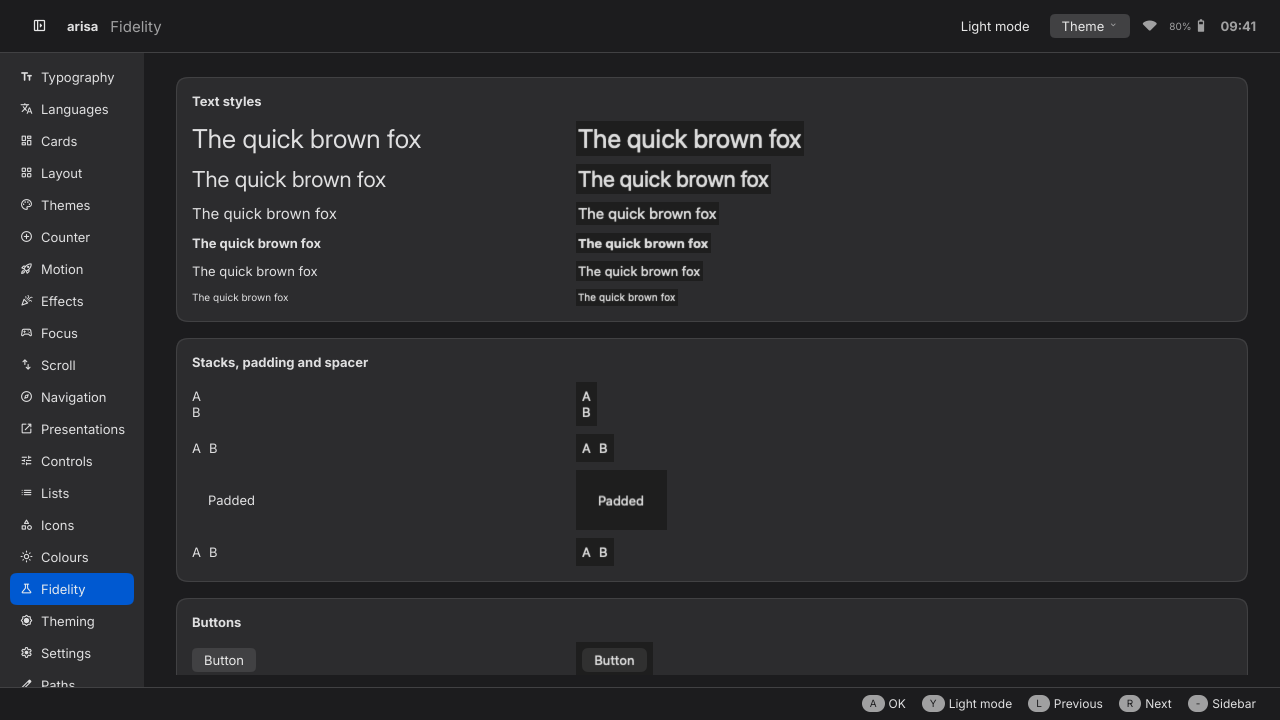 arisa Fidelity
Light mode
Theme
80%
09:41
Typography
Languages
Cards
Layout
Themes
Counter
Motion
Effects
Focus
Scroll
Navigation
Presentations
Controls
Lists
Icons
Colours
Fidelity
Theming
Settings
Paths
Text styles
The quick brown fox The quick brown fox
The quick brown fox The quick brown fox
The quick brown fox The quick brown fox
The quick brown fox The quick brown fox
The quick brown fox The quick brown fox
The quick brown fox The quick brown fox
Stacks, padding and spacer
A A
B B
A B A B
Padded Padded
A B A B
Buttons
Button Button
A OK Y Light mode L Previous R Next - Sidebar